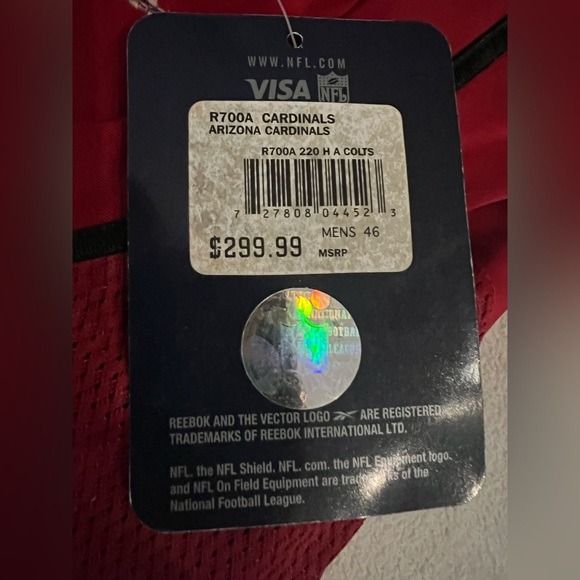 WWW.NFL.COM
VISA NFL
R700A CARDINALS
ARIZONA CARDINALS
R700A 220 H A COLTS
7 27808 04452 3
MENS 46
$299.99 MSRP
FOOTBALL
LEAGUE
REEBOK AND THE VECTOR LOGO ARE REGISTERED
TRADEMARKS OF REEBOK INTERNATIONAL LTD.
NFL, the NFL Shield, NFL. com. the NFL Equipment logo,
and NFL On Field Equipment are trademarks of the
National Football League.